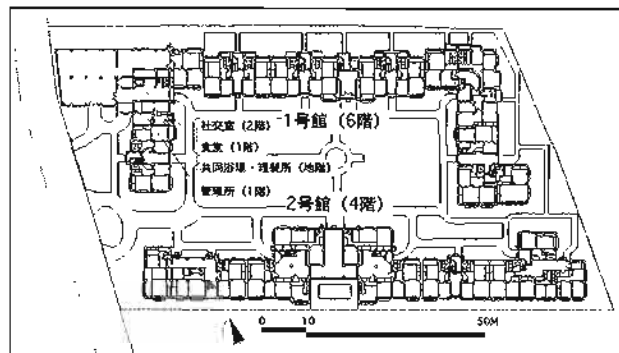 1号館（6階）
社交室（2階）
食堂（1階）
共同浴場・理髪所（地階）
管理所（1階）
2号館（4階）
0 10 50M